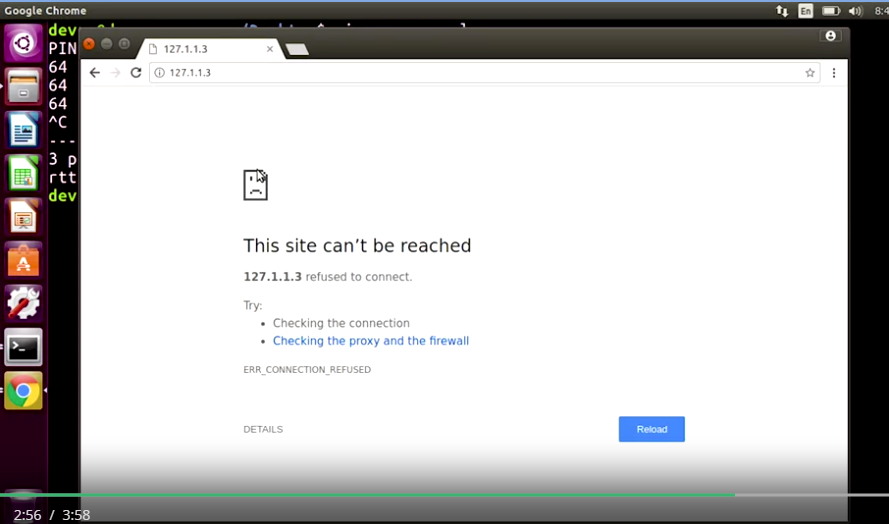 Google Chrome
En
8:4
dev
PIN
127.1.1.3
64
127.1.1.3
64
64
^C
---
3 p
rtt
dev
This site can’t be reached
127.1.1.3 refused to connect.
Try:
• Checking the connection
• Checking the proxy and the firewall
ERR_CONNECTION_REFUSED
DETAILS
Reload
2:56 / 3:58